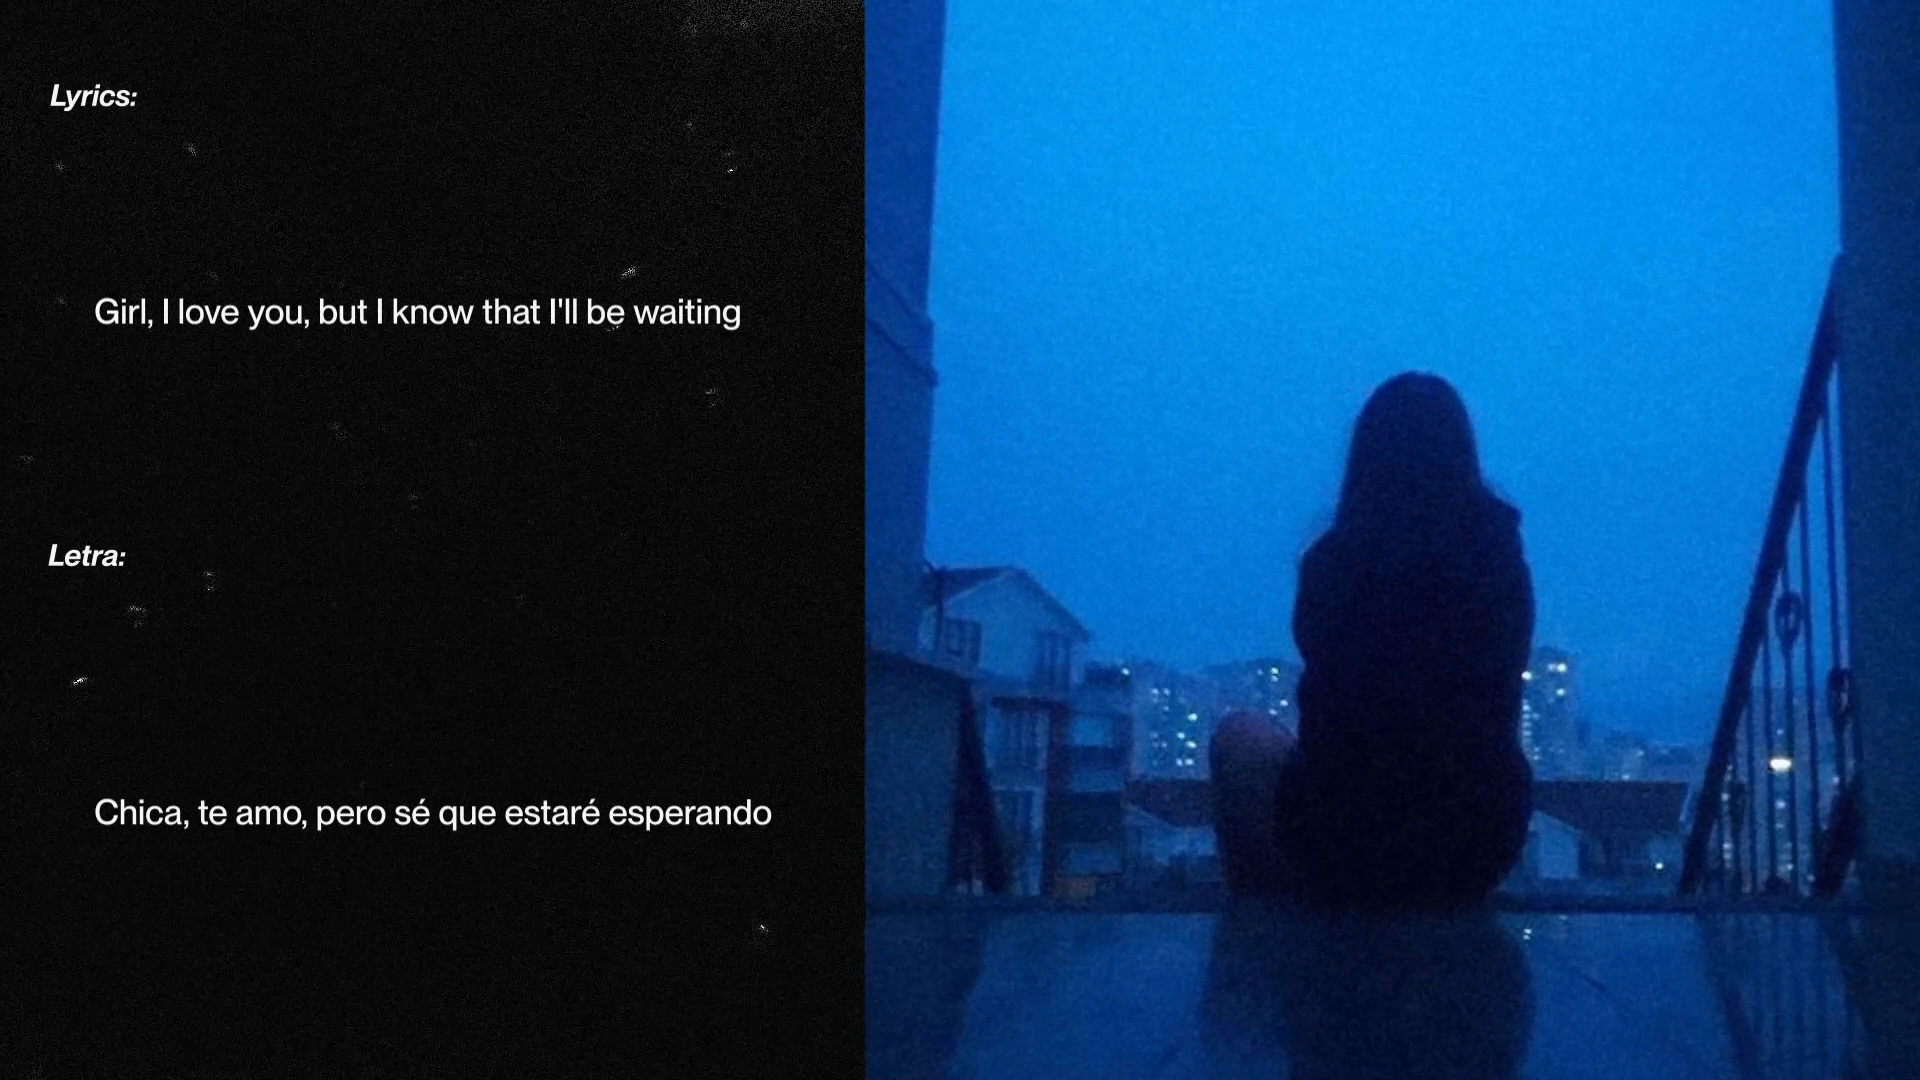 Lyrics:
Girl, I love you, but I know that I'll be waiting
Letra:
Chica, te amo, pero sé que estaré esperando